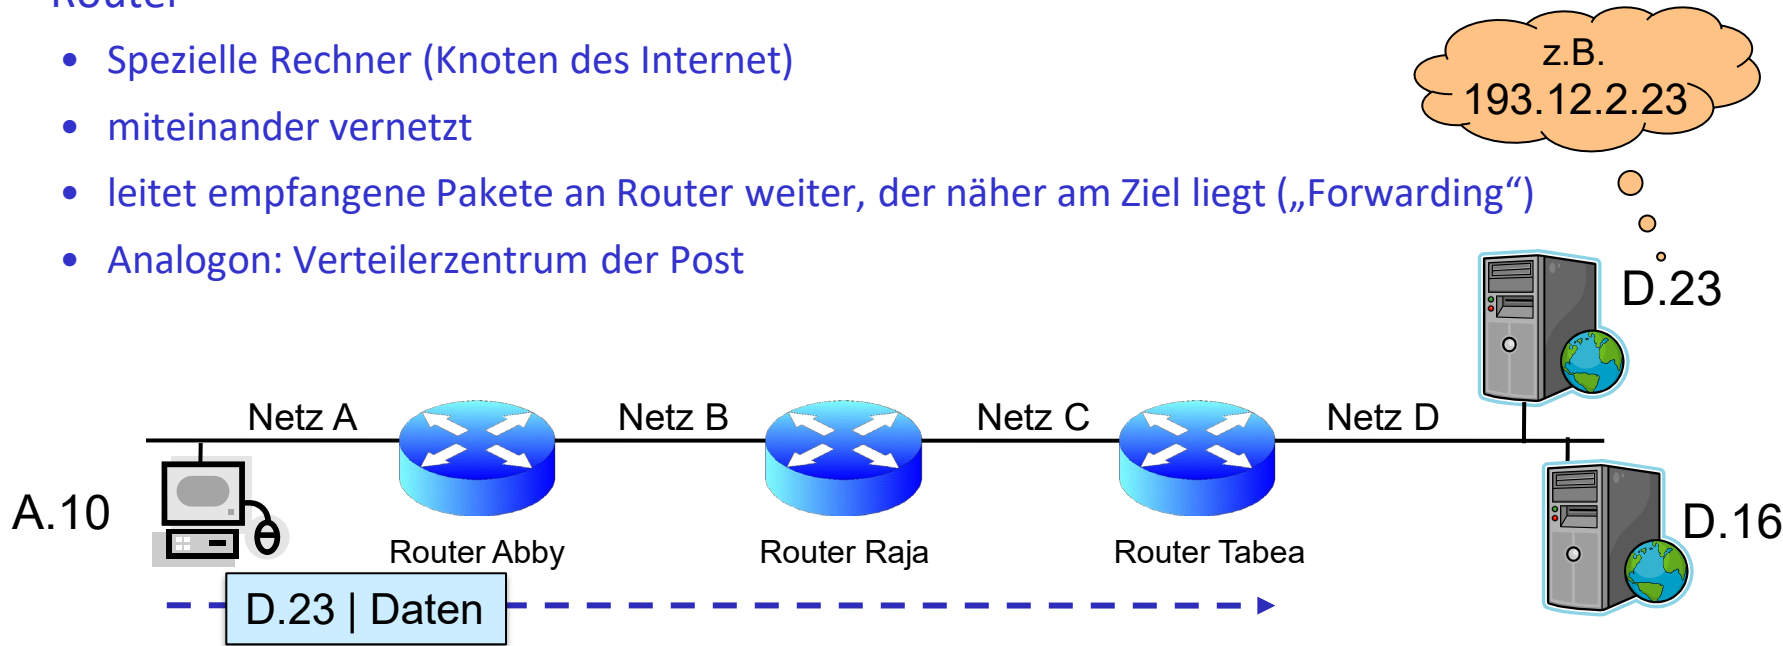 Router
• Spezielle Rechner (Knoten des Internet)
• miteinander vernetzt
• leitet empfangene Pakete an Router weiter, der näher am Ziel liegt („Forwarding“)
• Analogon: Verteilerzentrum der Post
z.B.
193.12.2.23
D.23
Netz A
Netz B
Netz C
Netz D
A.10
D.16
Router Abby
Router Raja
Router Tabea
D.23 | Daten